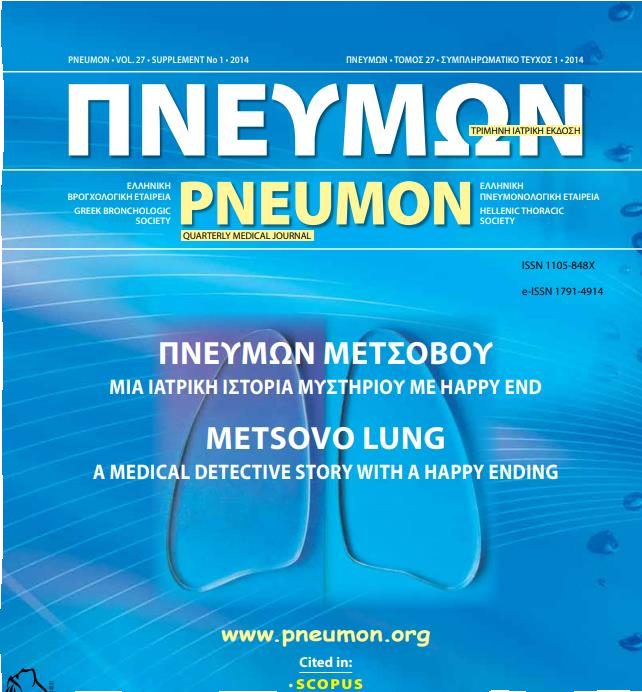 PNEUMON • VOL. 27 • SUPPLEMENT No 1 • 2014
ΠΝΕΥΜΩΝ • ΤΟΜΟΣ 27 • ΣΥΜΠΛΗΡΩΜΑΤΙΚΟ ΤΕΥΧΟΣ 1 • 2014
ΠΝΕΥΜΩΝ
ΤΡΙΜΗΝΗ ΙΑΤΡΙΚΗ ΕΚΔΟΣΗ
ΕΛΛΗΝΙΚΗ
ΒΡΟΓΧΟΛΟΓΙΚΗ ΕΤΑΙΡΕΙΑ
GREEK BRONCHOLOGIC
SOCIETY
PNEUMON
QUARTERLY MEDICAL JOURNAL
ΕΛΛΗΝΙΚΗ
ΠΝΕΥΜΟΝΟΛΟΓΙΚΗ ΕΤΑΙΡΕΙΑ
HELLENIC THORACIC
SOCIETY
ISSN 1105-848X
e-ISSN 1791-4914
ΠΝΕΥΜΩΝ ΜΕΤΣΟΒΟΥ
ΜΙΑ ΙΑΤΡΙΚΗ ΙΣΤΟΡΙΑ ΜΥΣΤΗΡΙΟΥ ΜΕ HAPPY END
METSOVO LUNG
A MEDICAL DETECTIVE STORY WITH A HAPPY ENDING
www.pneumon.org
Cited in:
• SCOPUS